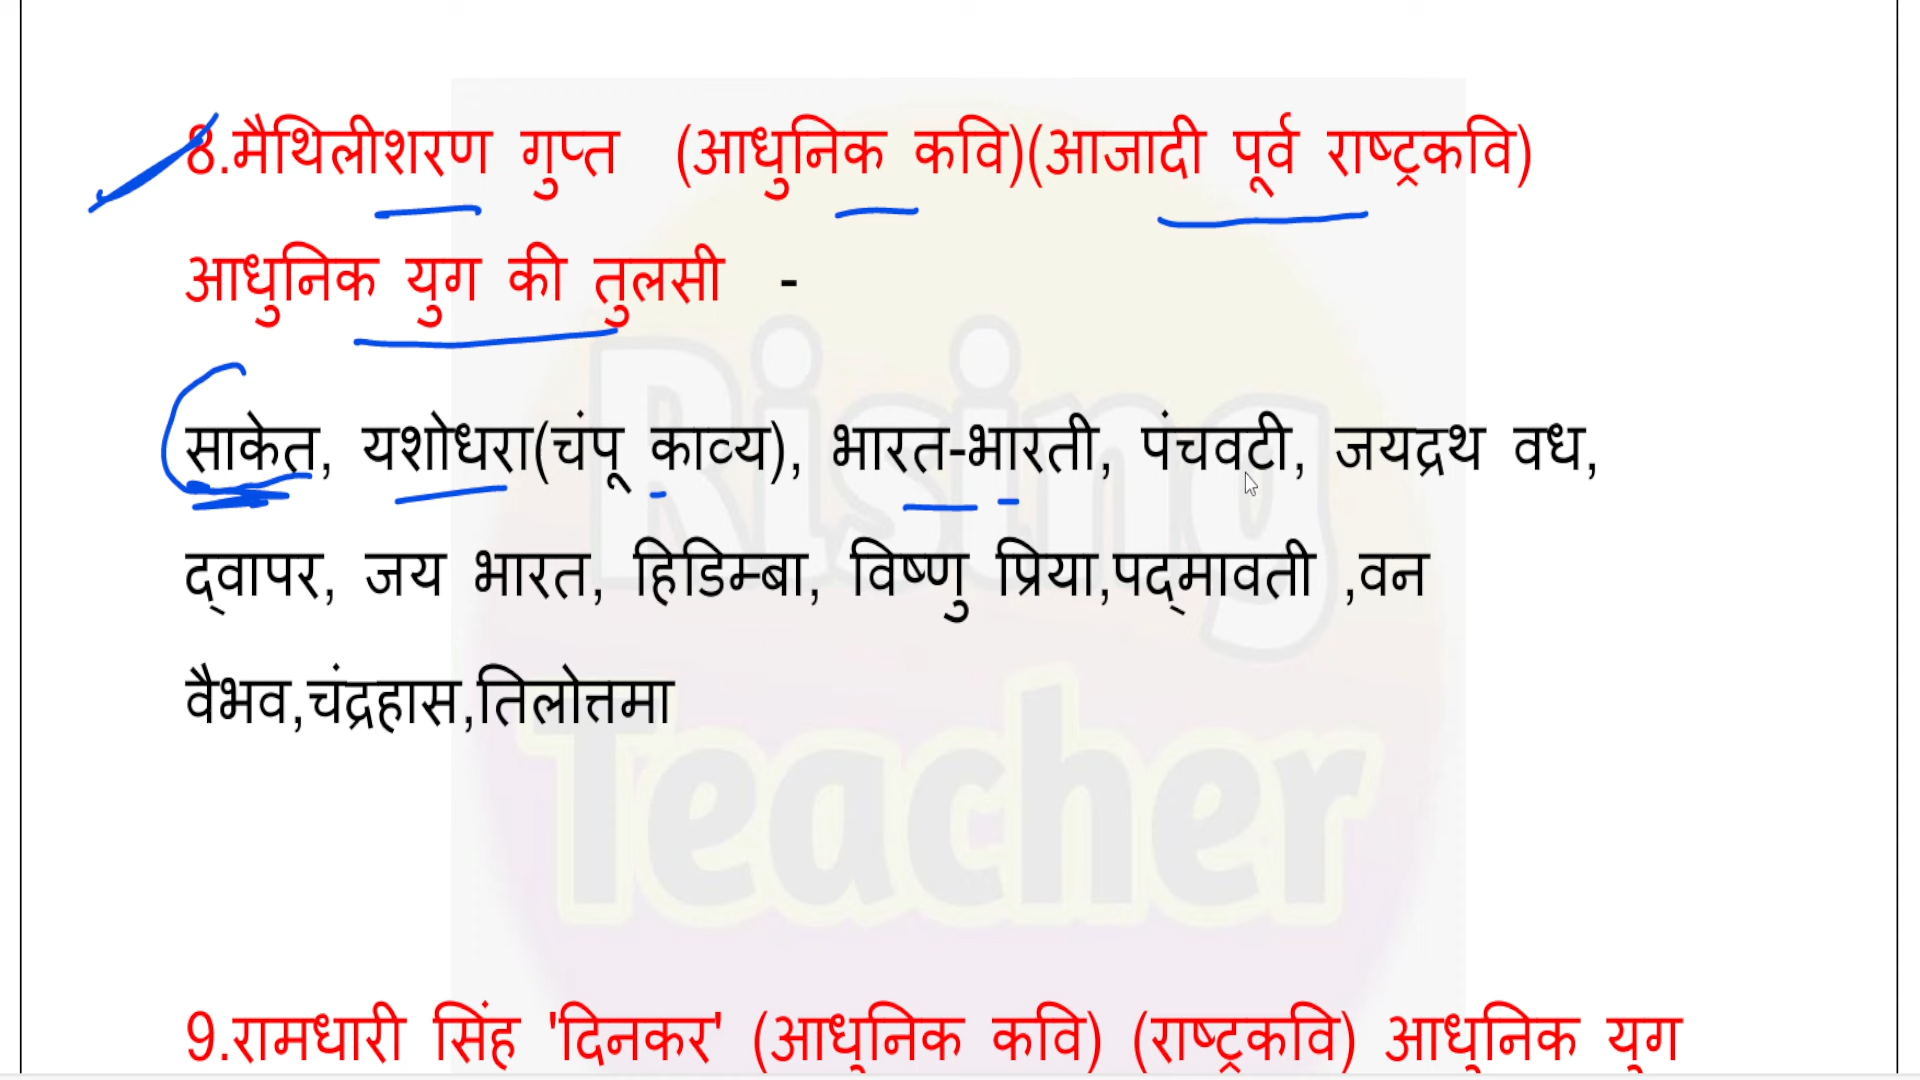 8.मैथिलीशरण गुप्त (आधुनिक कवि)(आजादी पूर्व राष्ट्रकवि)
आधुनिक युग की तुलसी -
साकेत, यशोधरा(चंपू काव्य), भारत-भारती, पंचवटी, जयद्रथ वध,
द्वापर, जय भारत, हिडिम्बा, विष्णु प्रिया,पद्मावती ,वन
वैभव,चंद्रहास,तिलोत्तमा
Rising
Teacher
9.रामधारी सिंह 'दिनकर' (आधुनिक कवि) (राष्ट्रकवि) आधुनिक युग